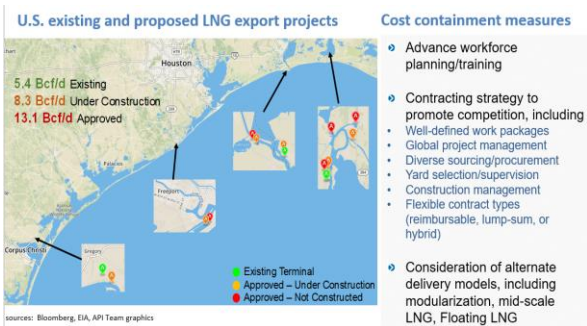 U.S. existing and proposed LNG export projects
Houston
5.4 Bcf/d Existing
8.3 Bcf/d Under Construction
13.1 Bcf/d Approved
Freeport
Corpus Christi
Gregory
Existing Terminal
Approved – Under Construction
Approved – Not Constructed
sources: Bloomberg, EIA, API Team graphics
Cost containment measures
Advance workforce
planning/training
Contracting strategy to
promote competition, including
• Well-defined work packages
• Global project management
• Diverse sourcing/procurement
• Yard selection/supervision
• Construction management
• Flexible contract types
(reimbursable, lump-sum, or
hybrid)
Consideration of alternate
delivery models, including
modularization, mid-scale
LNG, Floating LNG